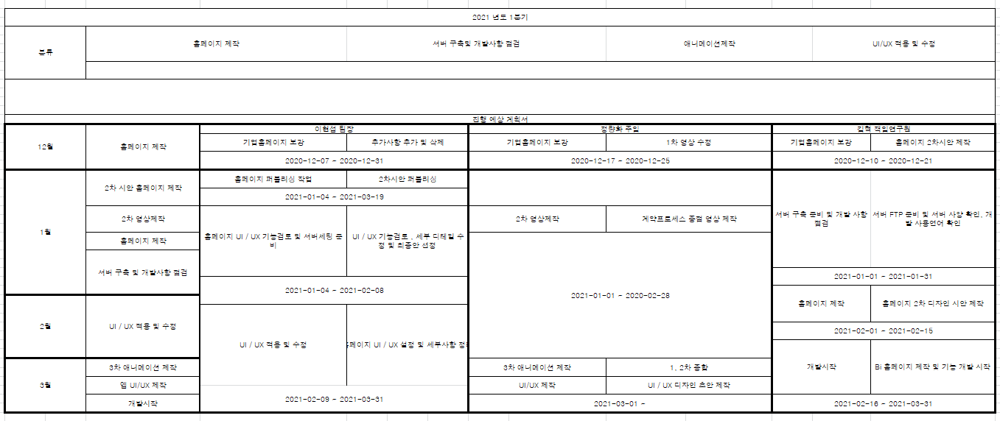 2021 년도 1분기
분류
홈페이지 제작
서버 구축및 개발사항 점검
애니메이션제작
UI/UX 적용 및 수정
진행 예상 계획서
12월
홈페이지 제작
이현섭 팀장
정량화 주임
김혁 책임연구원
기업홈페이지 보강
추가사항 추가 및 삭제
기업홈페이지 보강
1차 영상 수정
기업홈페이지 보강
홈페이지 2차시안 제작
2020-12-07 ~ 2020-12-31
2020-12-17 ~ 2020-12-25
2020-12-10 ~ 2020-12-21
1월
2차 시안 홈페이지 제작
홈페이지 퍼블리싱 작업
2차시안 퍼블리싱
2021-01-04 ~ 2021-03-19
2차 영상제작
홈페이지 제작
서버 구축 및 개발사항 점검
홈페이지 UI / UX 기능검토 및 서버세팅 준
비
UI / UX 기능검토 , 세부 디테일 수
정 및 최종안 선정
2차 영상제작
계약프로세스 중점 영상 제작
서버 구축 준비 및 개발 사항
점검
서버 FTP 준비 및 서버 사양 확인, 개
발 사용언어 확인
2021-01-04 ~ 2021-02-08
2021-01-01 ~ 2020-02-28
2021-01-01 ~ 2021-01-31
2월
UI / UX 적용 및 수정
UI / UX 적용 및 수정
페이지 UI / UX 설정 및 세부사항 정
홈페이지 제작
홈페이지 2차 디자인 시안 제작
2021-02-01 ~ 2021-02-15
3월
3차 애니메이션 제작
앱 UI/UX 제작
개발시작
2021-02-09 ~ 2021-03-31
3차 애니메이션 제작
1, 2차 종합
UI/UX 제작
UI / UX 디자인 초안 제작
2021-03-01 ~
개발시작
Bi 홈페이지 제작 및 기능 개발 시작
2021-02-16 ~ 2021-03-31